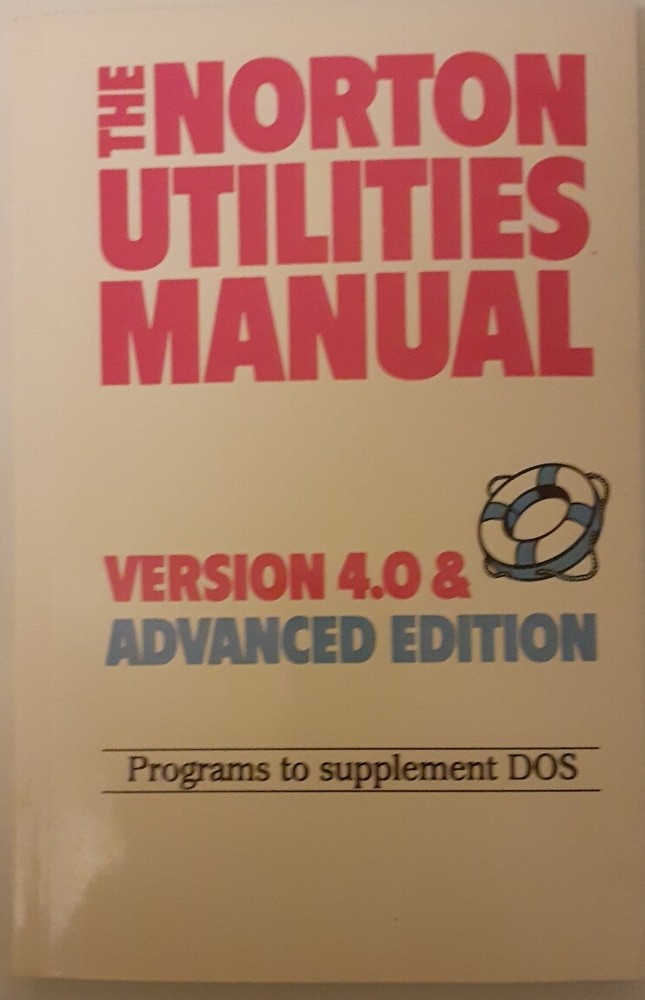 THE NORTON
UTILITIES
MANUAL
VERSION 4.0 &
ADVANCED EDITION
Programs to supplement DOS